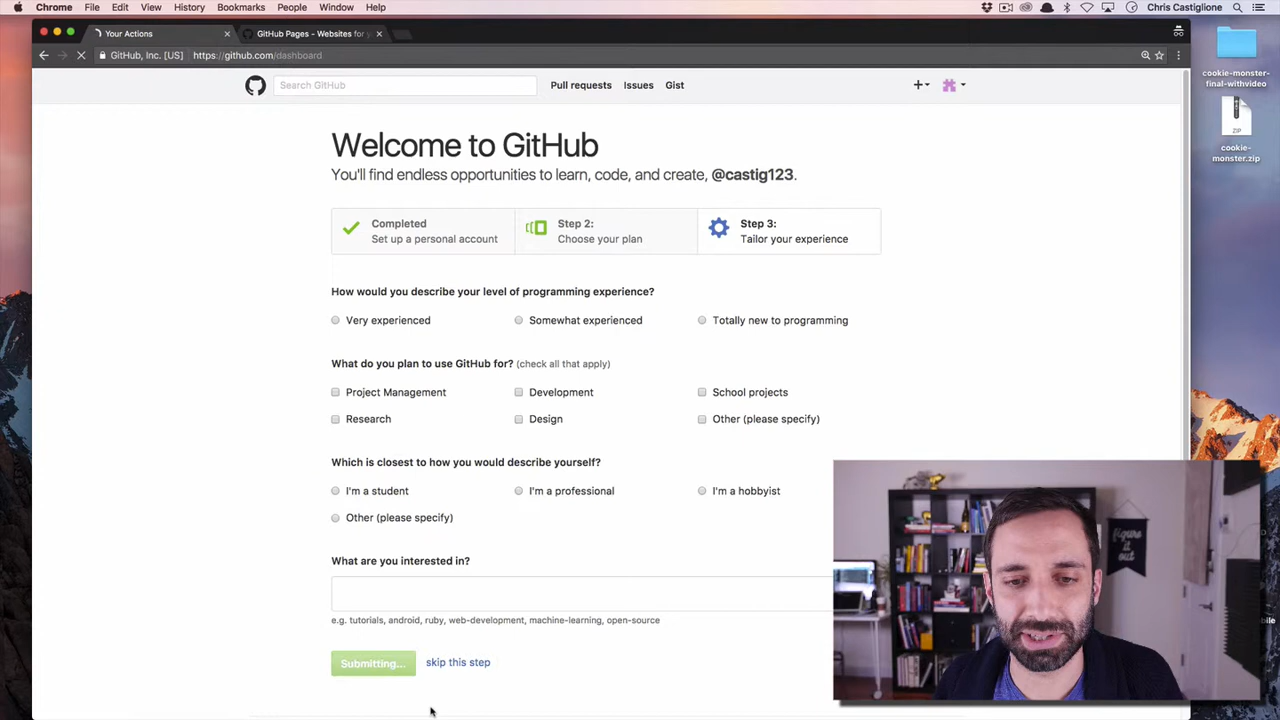 Chrome File Edit View History Bookmarks People Window Help Chris Castiglione
Your Actions
GitHub Pages - Websites for y
GitHub, Inc. [US] https://github.com/dashboard
cookie-monster-
final-withvideo
ZIP
cookie-
monster.zip
Search GitHub
Pull requests Issues Gist
Welcome to GitHub
You'll find endless opportunities to learn, code, and create, @castig123.
Completed
Set up a personal account
Step 2:
Choose your plan
Step 3:
Tailor your experience
How would you describe your level of programming experience?
Very experienced Somewhat experienced Totally new to programming
What do you plan to use GitHub for? (check all that apply)
Project Management Development School projects
Research Design Other (please specify)
Which is closest to how you would describe yourself?
I'm a student I'm a professional I'm a hobbyist
Other (please specify)
What are you interested in?
e.g. tutorials, android, ruby, web-development, machine-learning, open-source
Submitting... skip this step
figure
it
out
bile